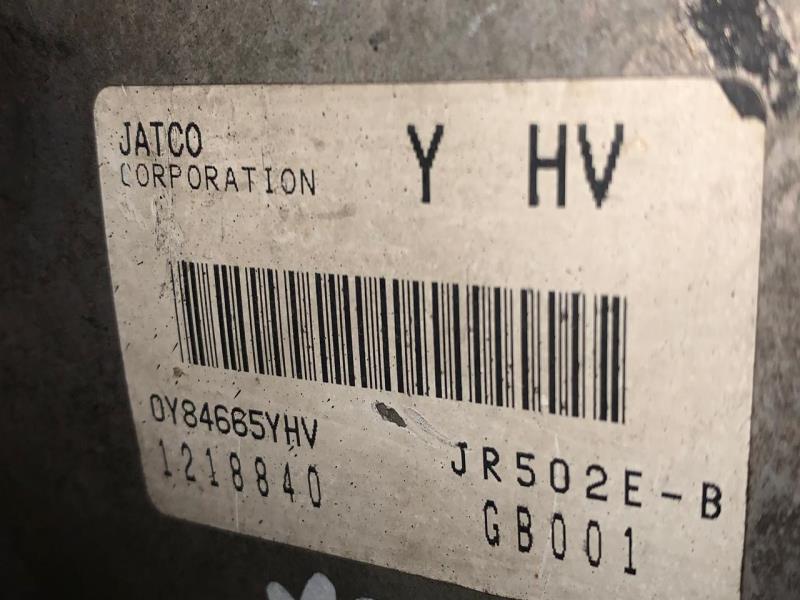 JATCO
CORPORATION
Y HV
0Y84665YHV
1218840
JR502E-B
GB001